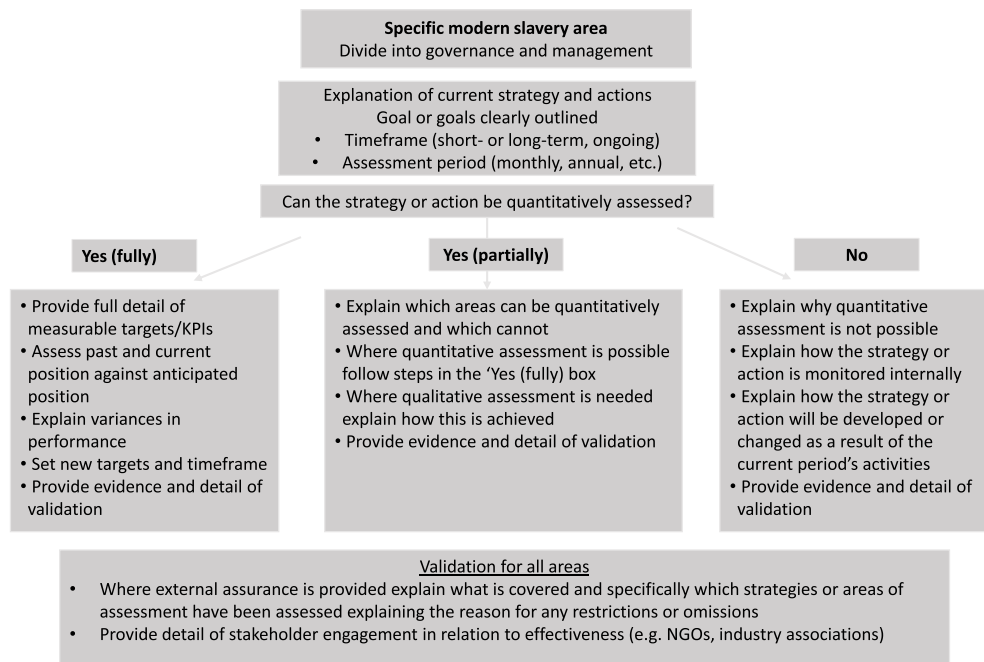 Specific modern slavery area
Divide into governance and management
Explanation of current strategy and actions
Goal or goals clearly outlined
• Timeframe (short- or long-term, ongoing)
• Assessment period (monthly, annual, etc.)
Can the strategy or action be quantitatively assessed?
Yes (fully)
• Provide full detail of
measurable targets/KPIs
• Assess past and current
position against anticipated
position
• Explain variances in
performance
• Set new targets and timeframe
• Provide evidence and detail of
validation
Yes (partially)
• Explain which areas can be quantitatively
assessed and which cannot
• Where quantitative assessment is possible
follow steps in the ‘Yes (fully) box
• Where qualitative assessment is needed
explain how this is achieved
• Provide evidence and detail of validation
No
• Explain why quantitative
assessment is not possible
• Explain how the strategy or
action is monitored internally
• Explain how the strategy or
action will be developed or
changed as a result of the
current period’s activities
• Provide evidence and detail of
validation
Validation for all areas
• Where external assurance is provided explain what is covered and specifically which strategies or areas of
assessment have been assessed explaining the reason for any restrictions or omissions
• Provide detail of stakeholder engagement in relation to effectiveness (e.g. NGOs, industry associations)